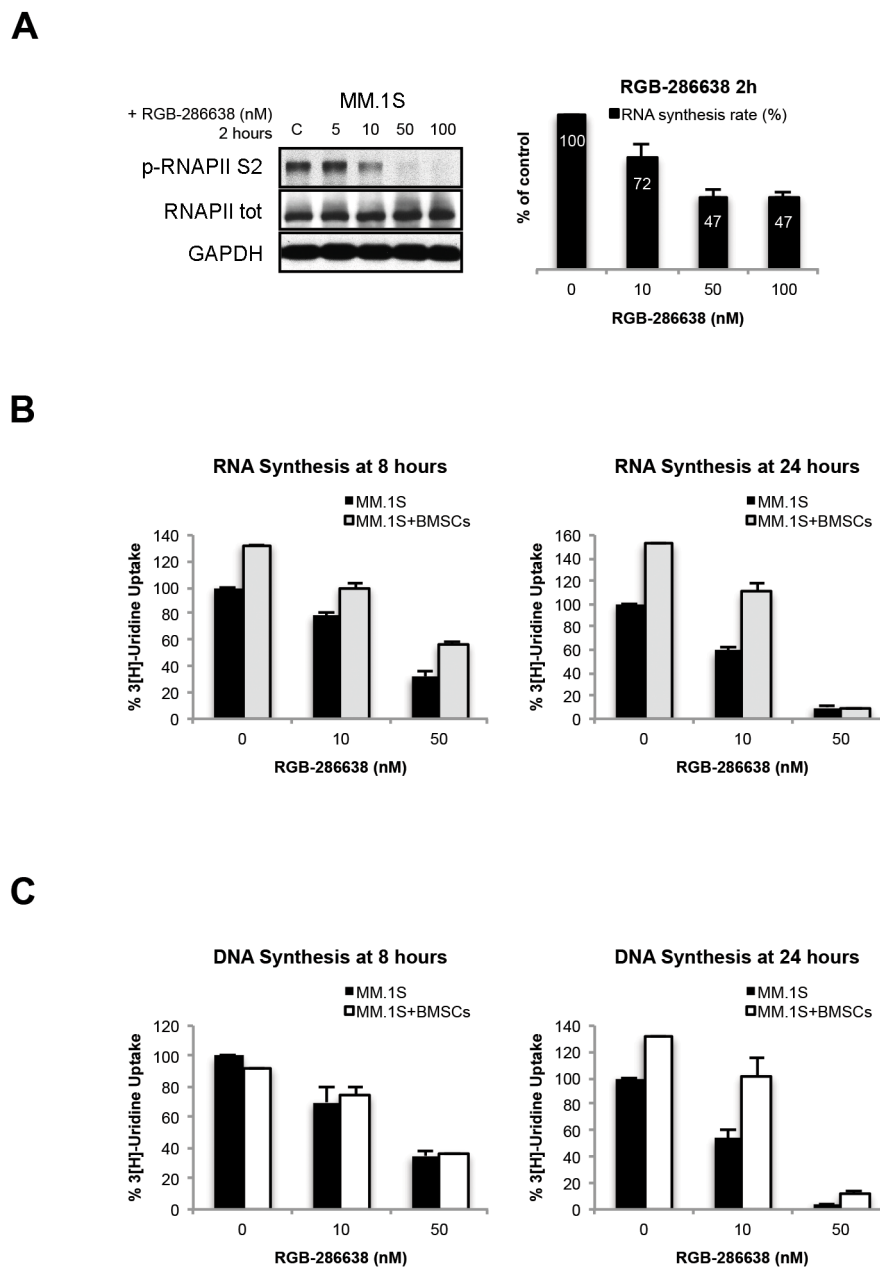 A
MM.1S
+ RGB-286638 (nM)
2 hours C 5 10 50 100
p-RNAPII S2
RNAPII tot
GAPDH
RGB-286638 2h
RNA synthesis rate (%)
% of control
100
72
47
47
0 10 50 100
RGB-286638 (nM)
B
RNA Synthesis at 8 hours
MM.1S
MM.1S+BMSCs
% 3[H]-Uridine Uptake
140
120
100
80
60
40
20
0
0 10 50
RGB-286638 (nM)
RNA Synthesis at 24 hours
MM.1S
MM.1S+BMSCs
% 3[H]-Uridine Uptake
160
140
120
100
80
60
40
20
0
0 10 50
RGB-286638 (nM)
C
DNA Synthesis at 8 hours
MM.1S
MM.1S+BMSCs
% 3[H]-Uridine Uptake
120
100
80
60
40
20
0
0 10 50
RGB-286638 (nM)
DNA Synthesis at 24 hours
MM.1S
MM.1S+BMSCs
% 3[H]-Uridine Uptake
140
120
100
80
60
40
20
0
0 10 50
RGB-286638 (nM)